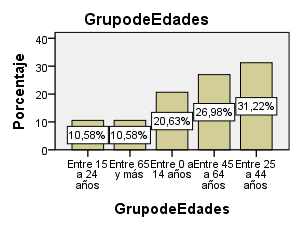 GrupodeEdades
Porcentaje
40
30
20
10
0
10,58%
10,58%
20,63%
26,98%
31,22%
Entre 15 a 24 años
Entre 65 y más
Entre 0 a 14 años
Entre 45 a 64 años
Entre 25 a 44 años
GrupodeEdades